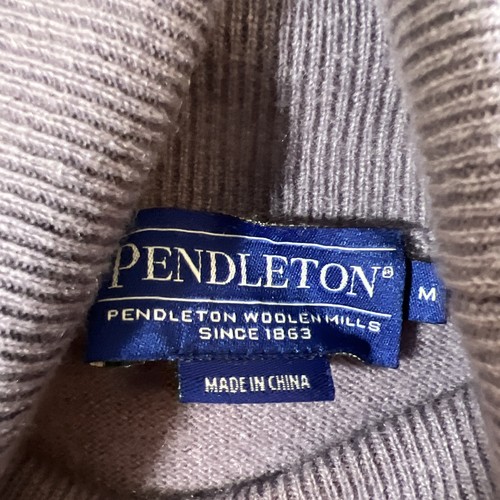 PENDLETON®
M
PENDLETON WOOLEN MILLS
SINCE 1863
MADE IN CHINA